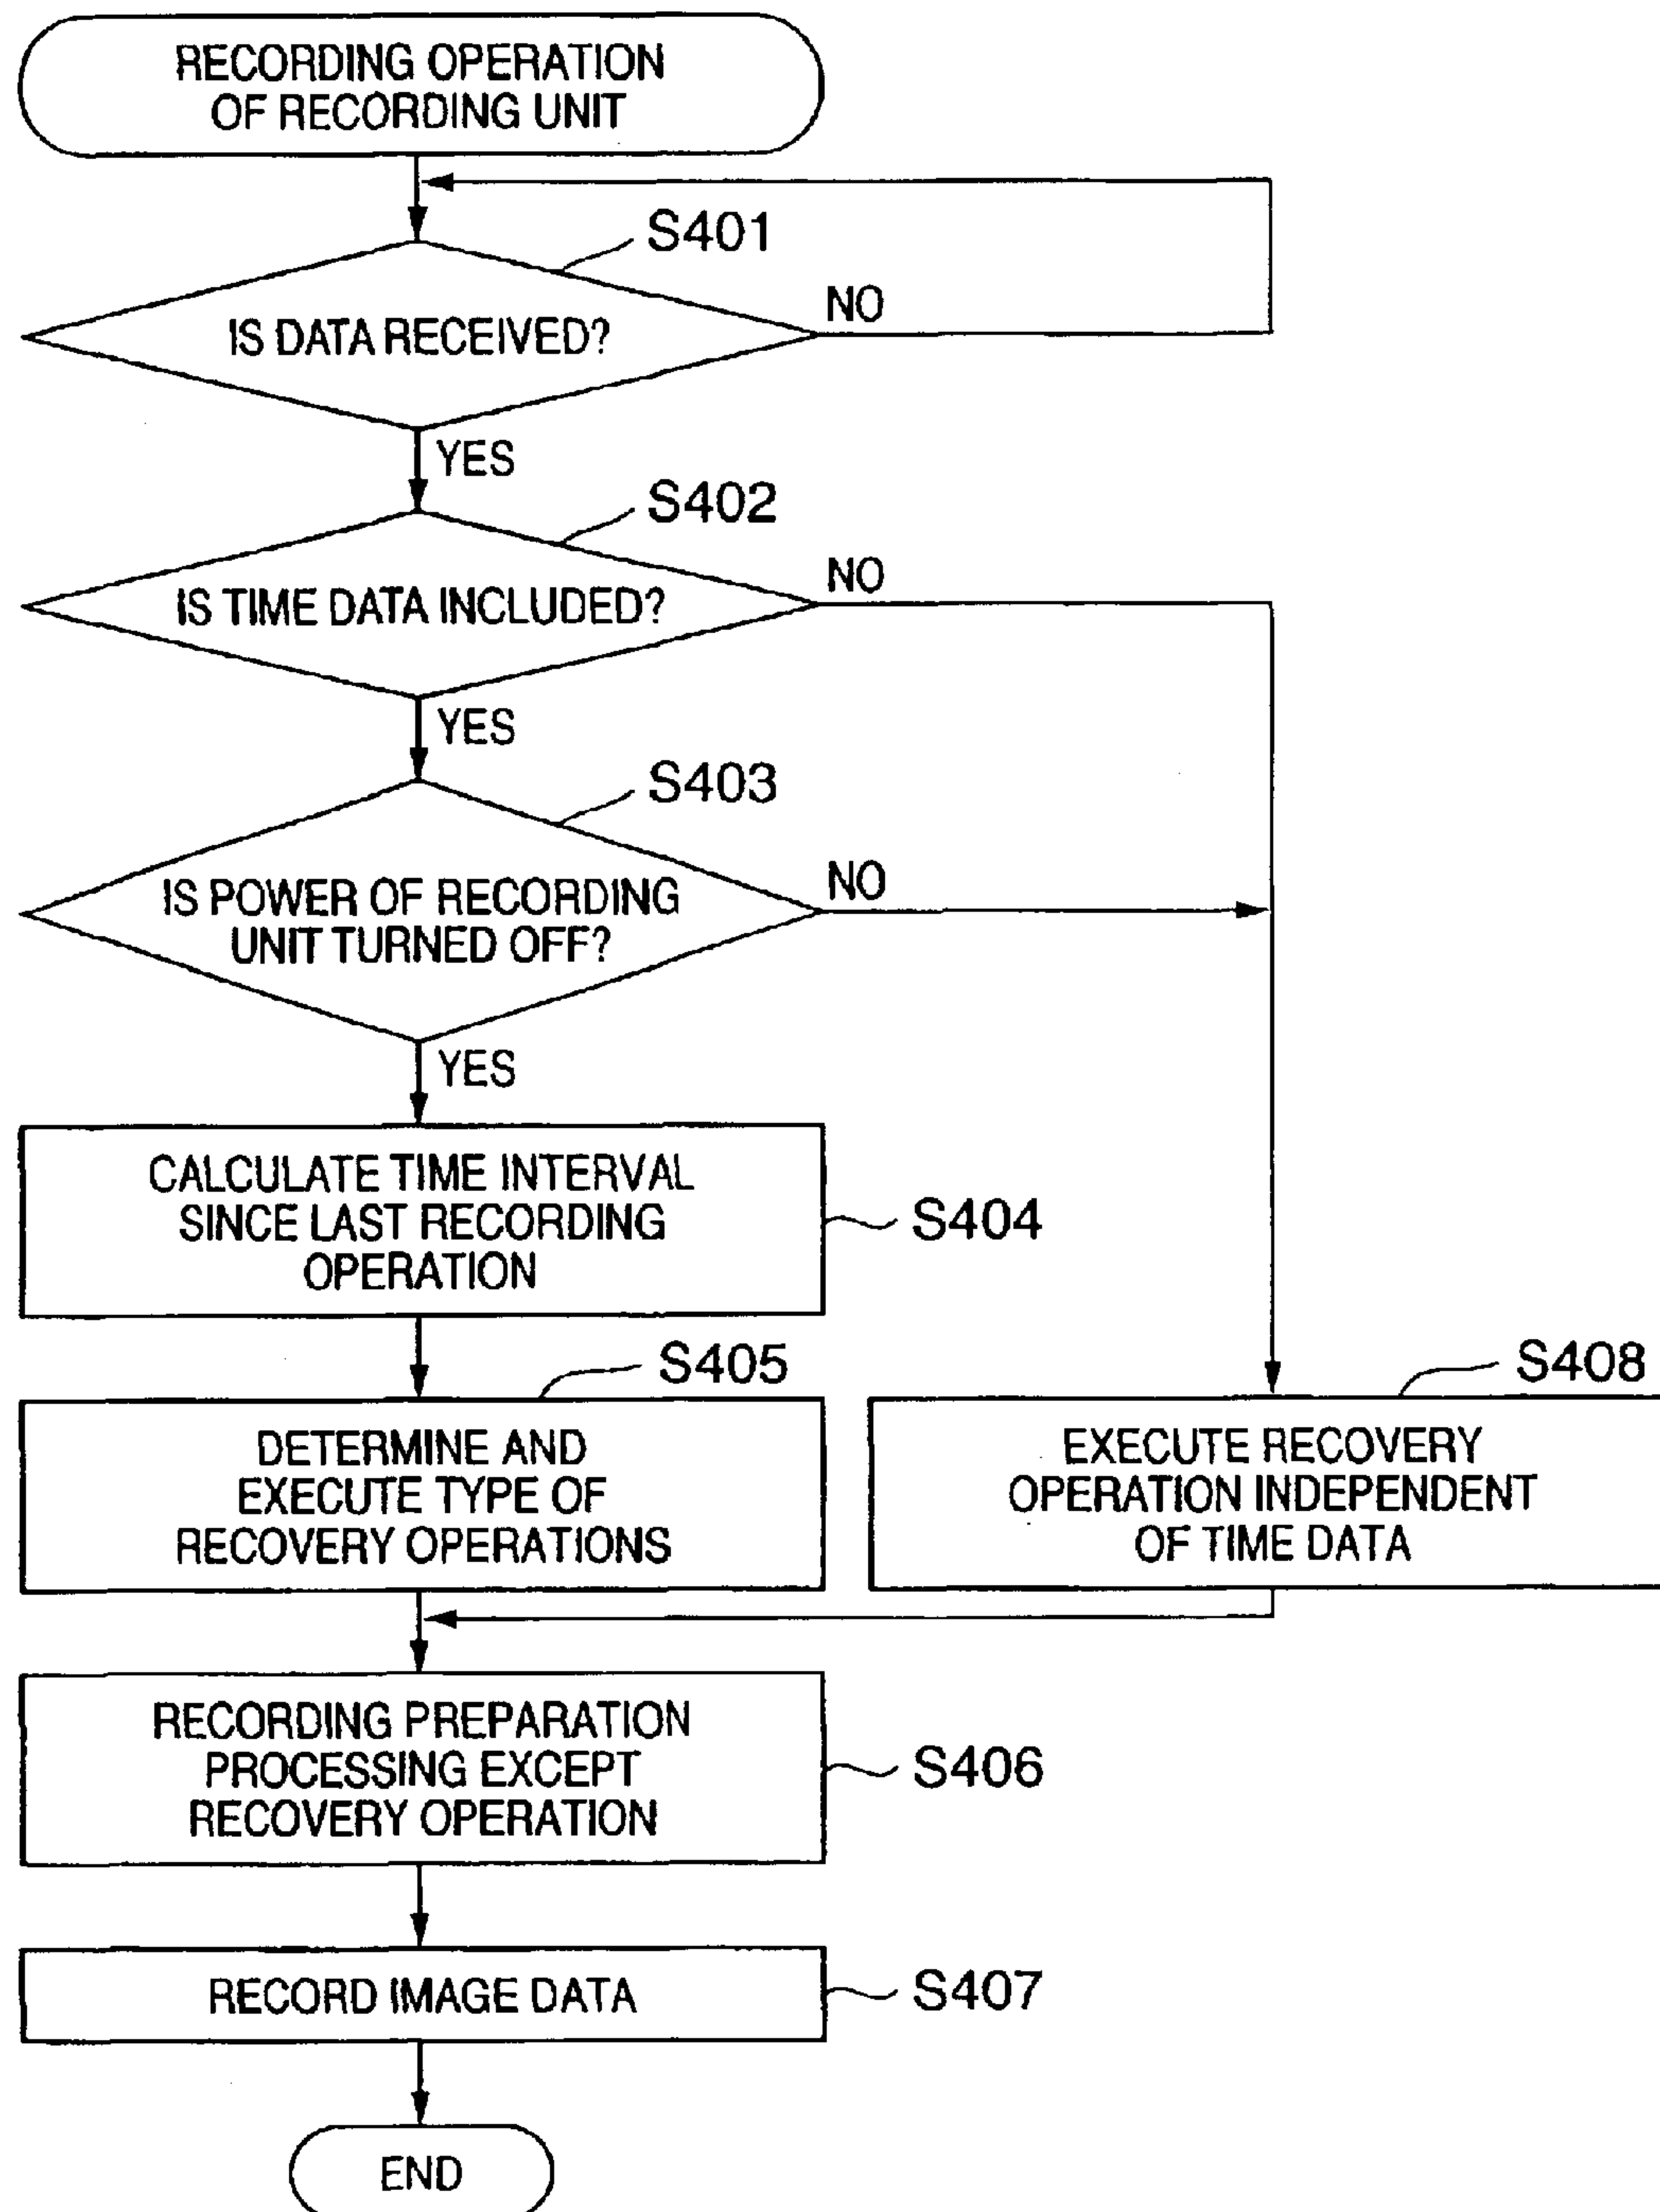 RECORDING OPERATION
OF RECORDING UNIT
S401
IS DATA RECEIVED?
NO
YES
S402
IS TIME DATA INCLUDED?
NO
YES
S403
IS POWER OF RECORDING
UNIT TURNED OFF?
NO
YES
CALCULATE TIME INTERVAL
SINCE LAST RECORDING
OPERATION
S404
S405
DETERMINE AND
EXECUTE TYPE OF
RECOVERY OPERATIONS
S408
EXECUTE RECOVERY
OPERATION INDEPENDENT
OF TIME DATA
RECORDING PREPARATION
PROCESSING EXCEPT
RECOVERY OPERATION
S406
RECORD IMAGE DATA
S407
END